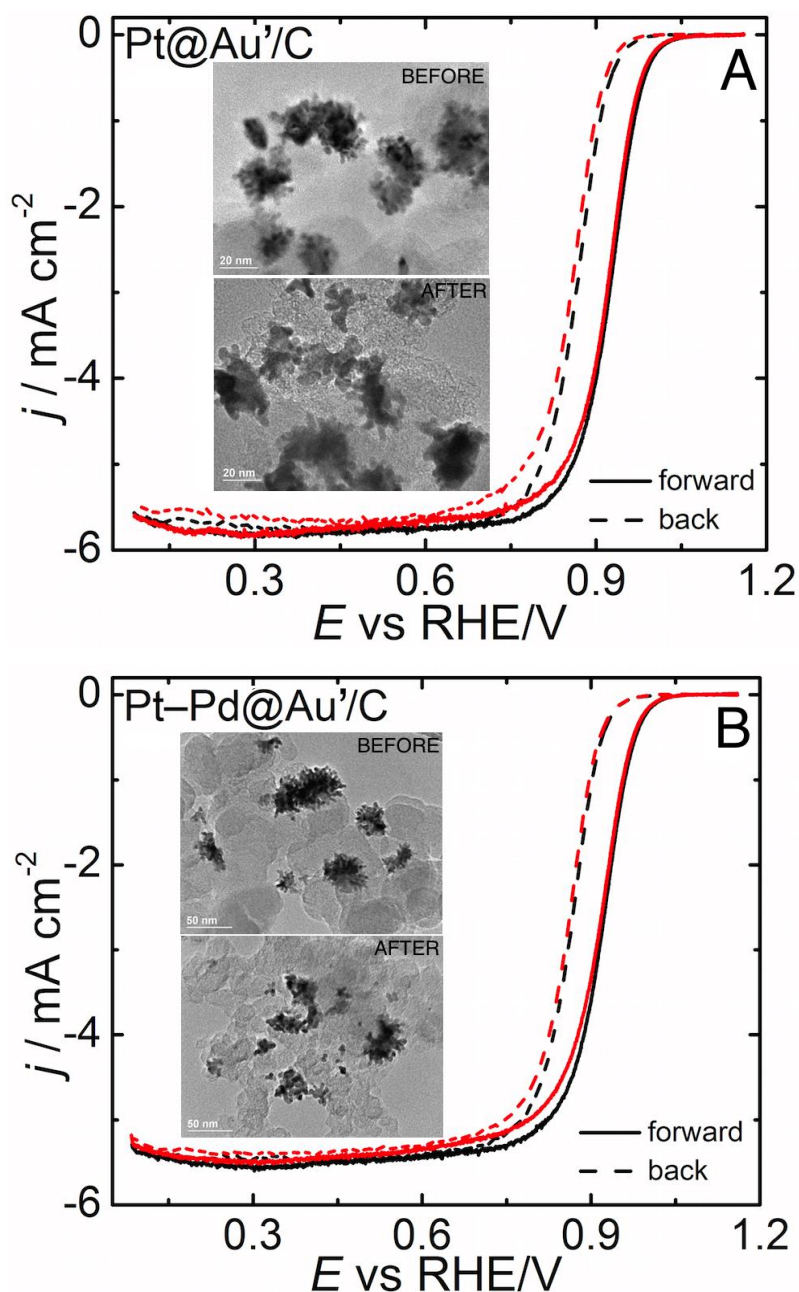 0
Pt@Au'/C
A
BEFORE
20 nm
AFTER
20 nm
-2
-4
-6
j / mA cm-2
forward
back
0.3 0.6 0.9 1.2
E vs RHE/V
0
Pt–Pd@Au'/C
B
BEFORE
50 nm
AFTER
50 nm
-2
-4
-6
j / mA cm-2
forward
back
0.3 0.6 0.9 1.2
E vs RHE/V